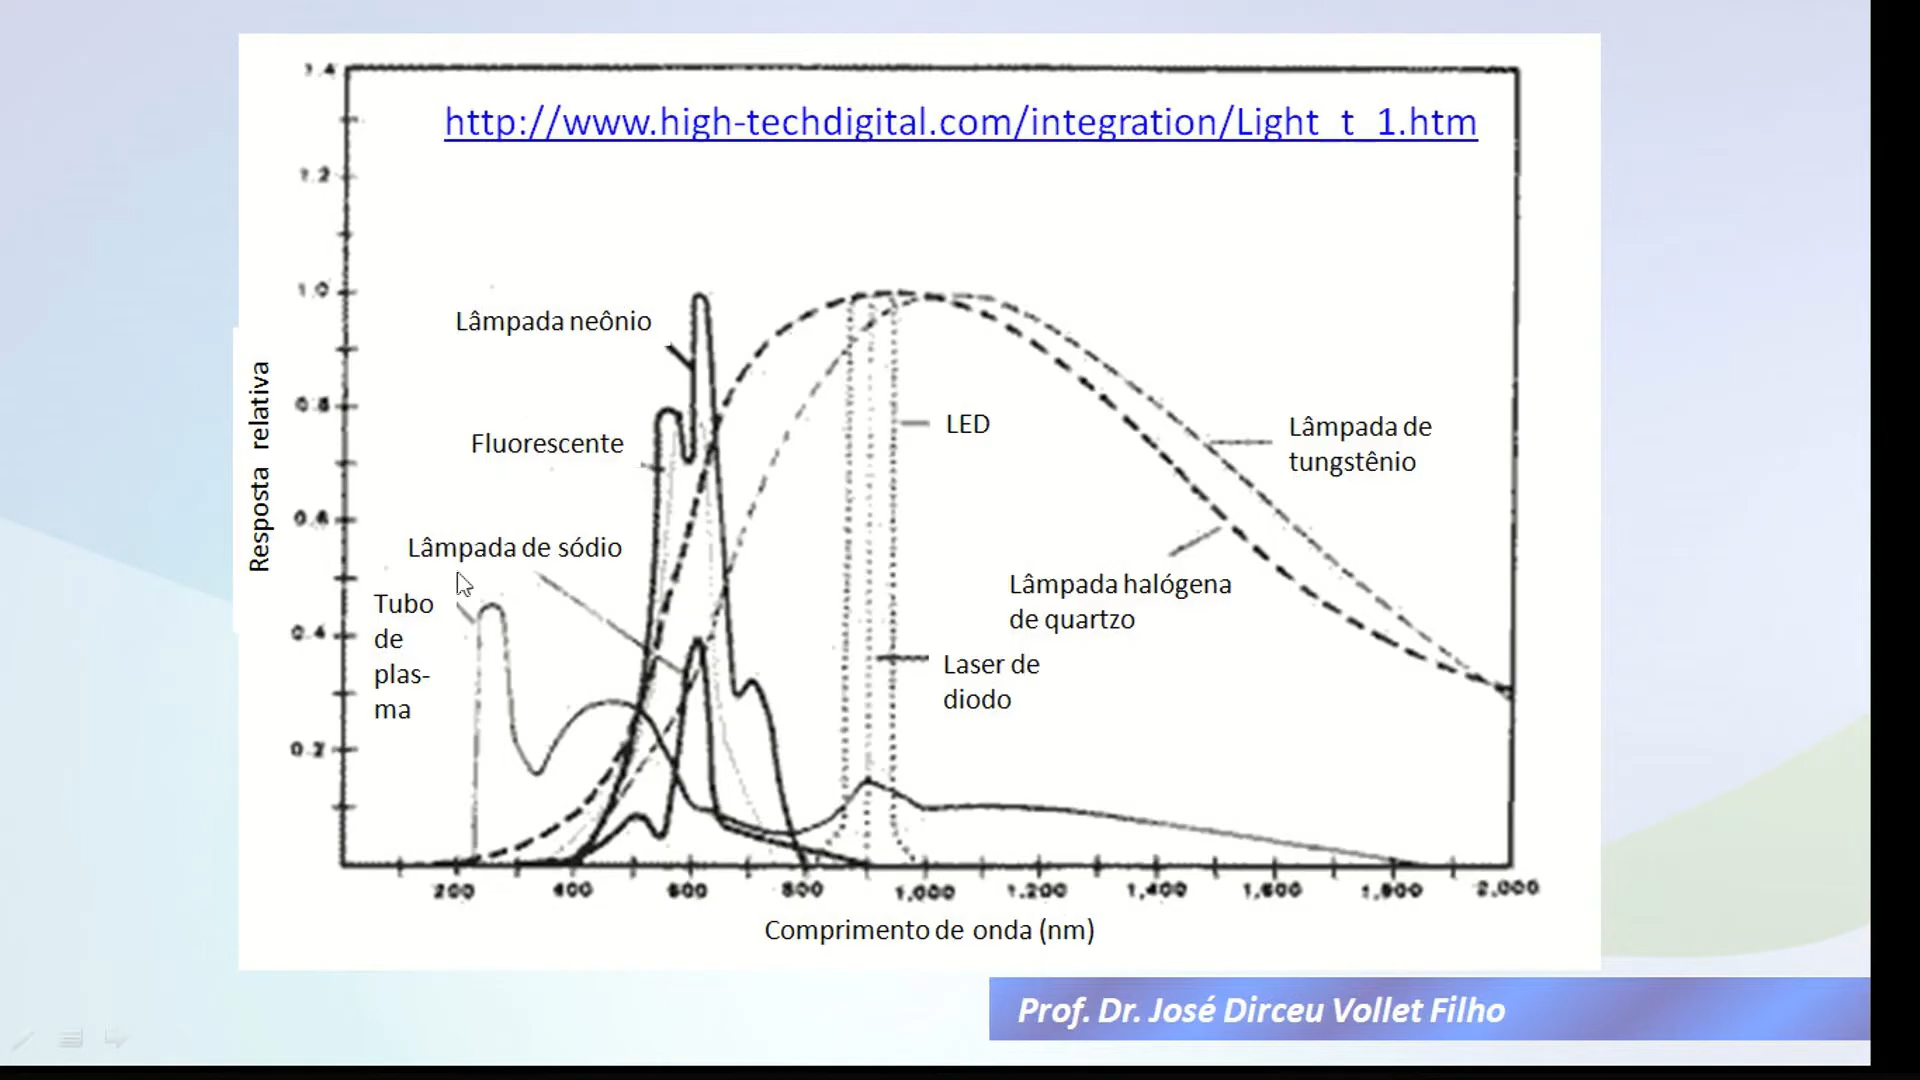 1.4
http://www.high-techdigital.com/integration/Light_t_1.htm
1.2
1.0
Lâmpada neônio
Resposta relativa
0.8
LED
Lâmpada de
tungstênio
Fluorescente
0.6
Lâmpada de sódio
Lâmpada halógena
de quartzo
Tubo
de
plas-
ma
0.4
Laser de
diodo
0.2
200 400 600 800 1,000 1,200 1,400 1,600 1,800 2,000
Comprimento de onda (nm)
Prof. Dr. José Dirceu Vollet Filho